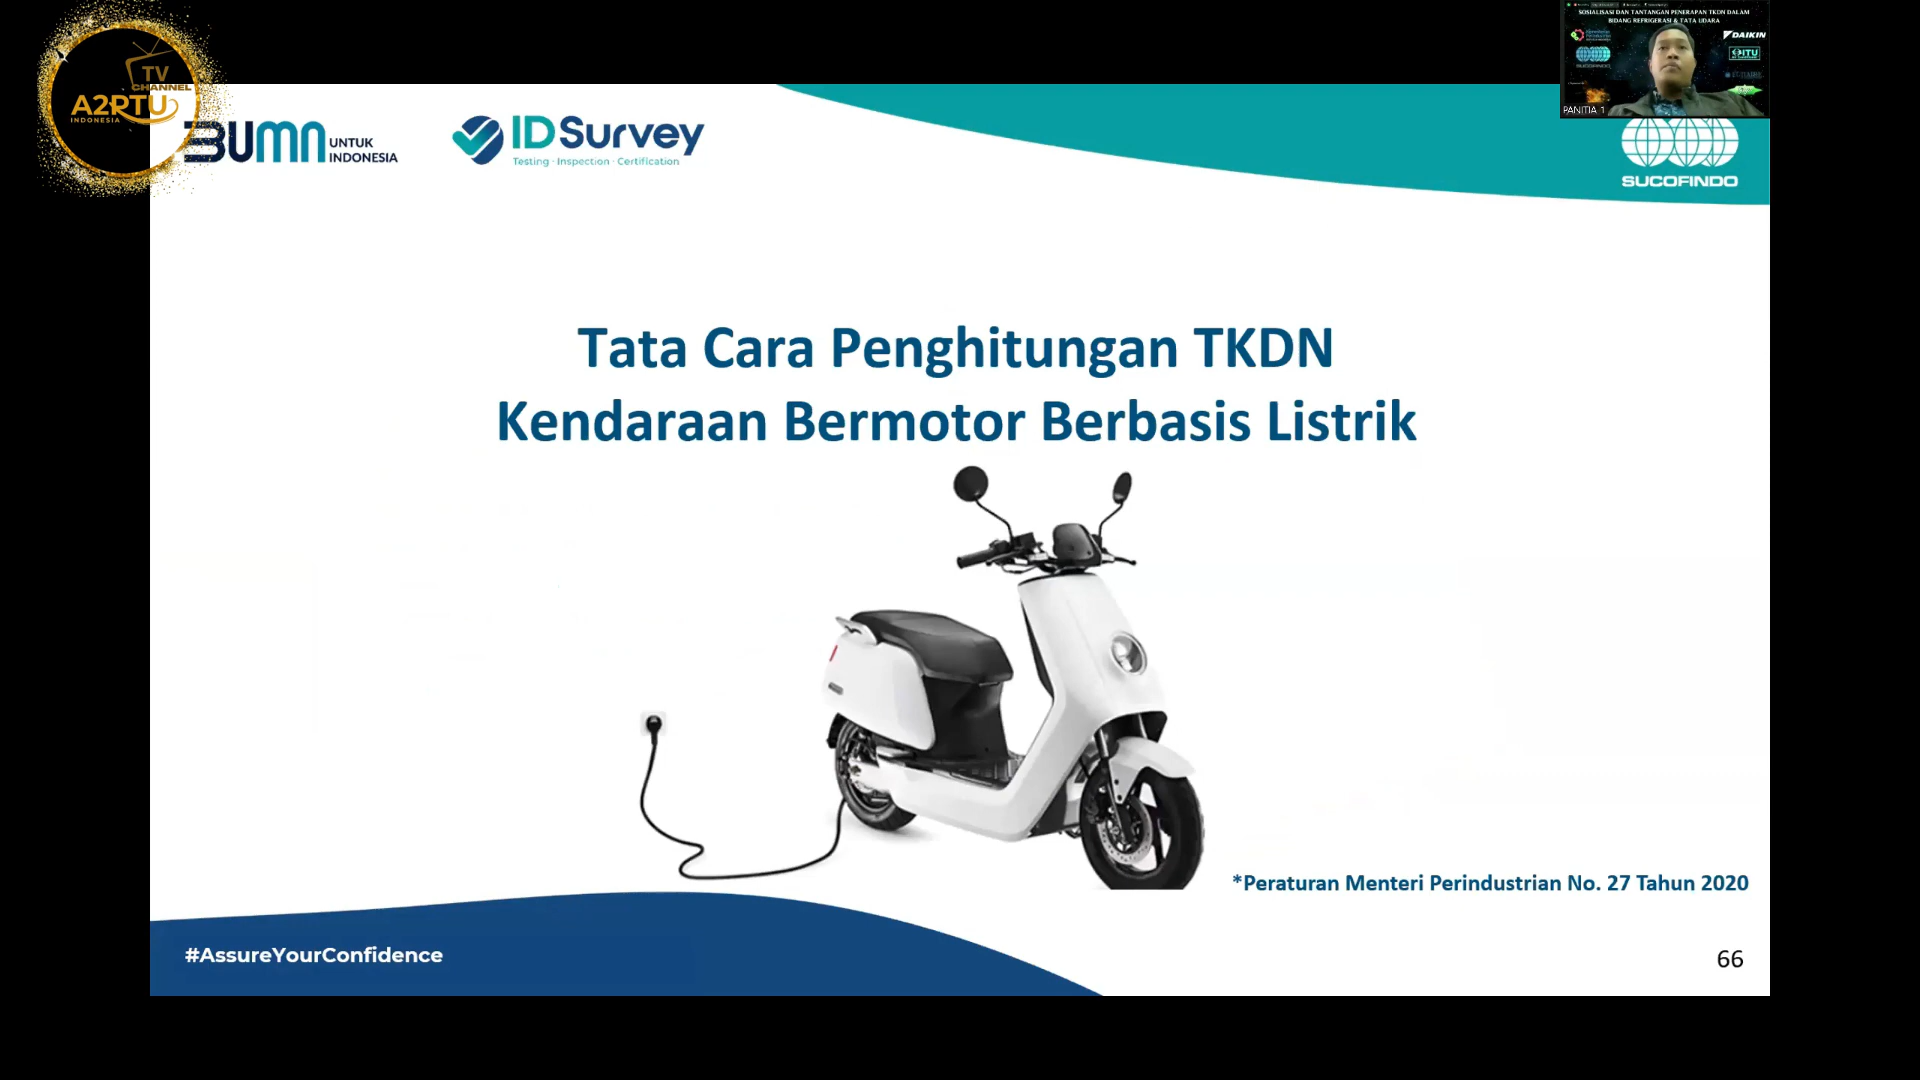 TV
CHANNEL
A2RTU
INDONESIA
BUMN UNTUK
INDONESIA
IDSurvey
Testing · Inspection · Certification
SOSIALISASI DAN TANTANGAN PENERAPAN TKDN DALAM
BIDANG REFRIGERASI & TATA UDARA
DAIKIN
SUCOFINDO
PANITIA 1
SUCOFINDO
Tata Cara Penghitungan TKDN
Kendaraan Bermotor Berbasis Listrik
*Peraturan Menteri Perindustrian No. 27 Tahun 2020
#AssureYourConfidence
66